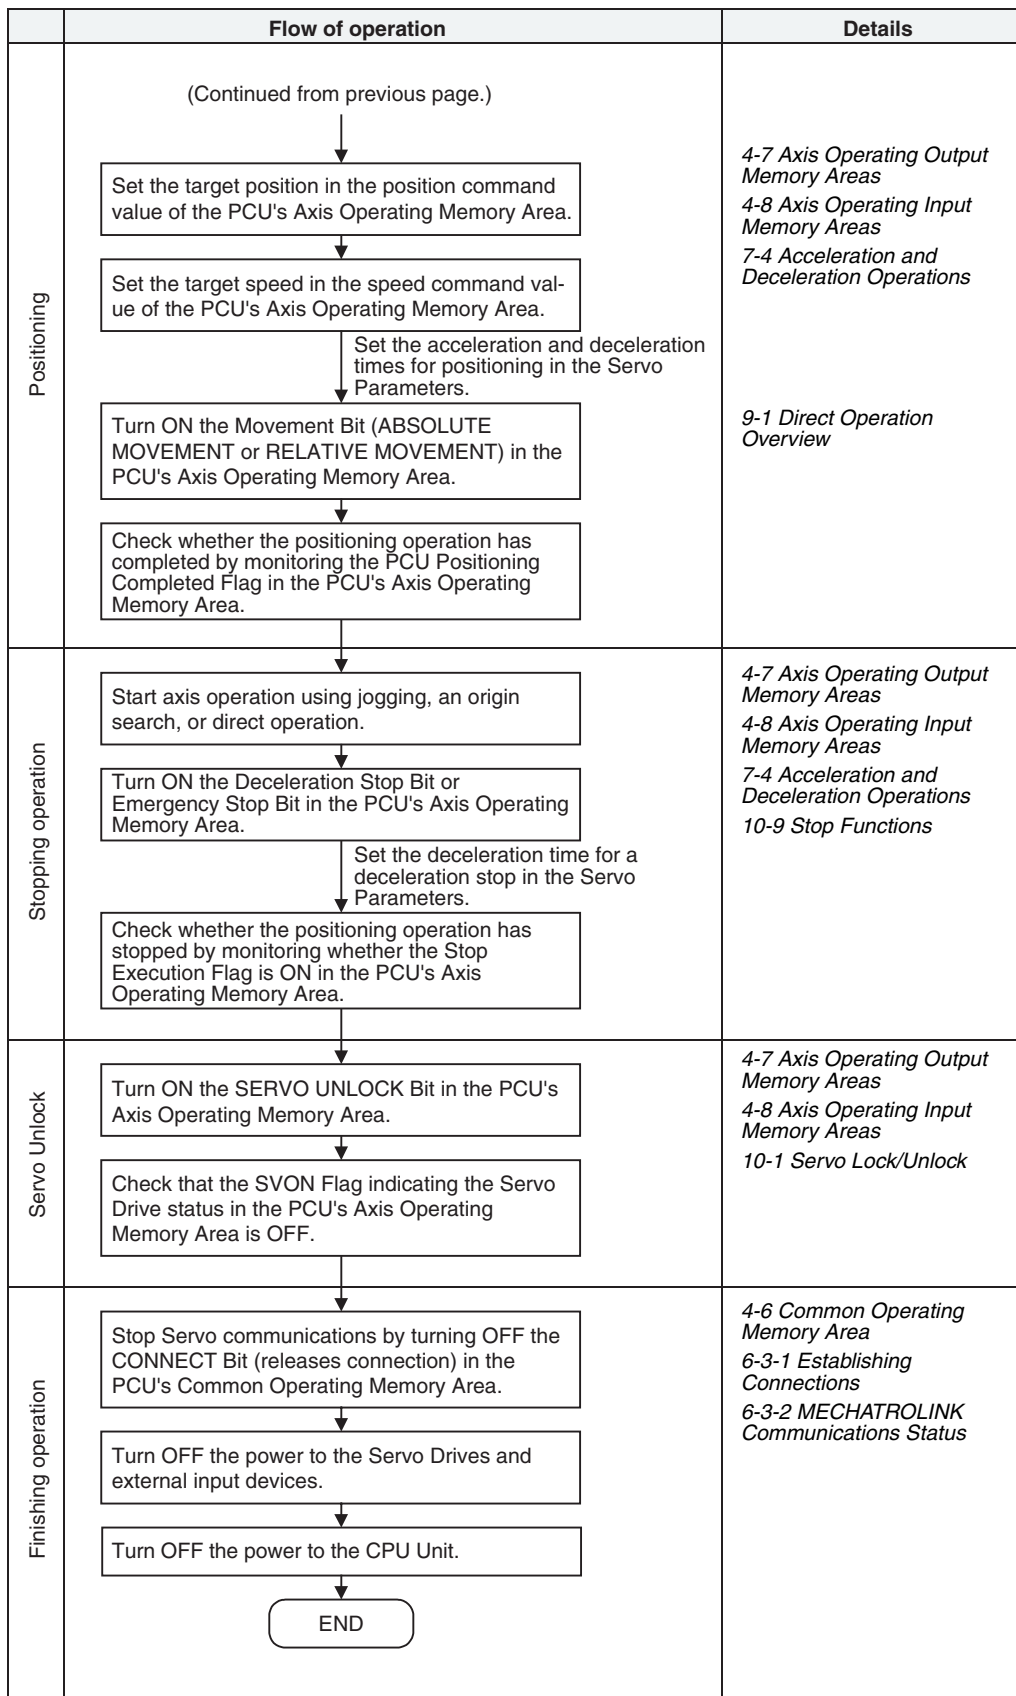 Flow of operation
Details
Positioning
(Continued from previous page.)
Set the target position in the position command
value of the PCU's Axis Operating Memory Area.
Set the target speed in the speed command val-
ue of the PCU's Axis Operating Memory Area.
Set the acceleration and deceleration
times for positioning in the Servo
Parameters.
Turn ON the Movement Bit (ABSOLUTE
MOVEMENT or RELATIVE MOVEMENT) in the
PCU's Axis Operating Memory Area.
Check whether the positioning operation has
completed by monitoring the PCU Positioning
Completed Flag in the PCU's Axis Operating
Memory Area.
4-7 Axis Operating Output
Memory Areas
4-8 Axis Operating Input
Memory Areas
7-4 Acceleration and
Deceleration Operations
9-1 Direct Operation
Overview
Stopping operation
Start axis operation using jogging, an origin
search, or direct operation.
Turn ON the Deceleration Stop Bit or
Emergency Stop Bit in the PCU's Axis Operating
Memory Area.
Set the deceleration time for a
deceleration stop in the Servo
Parameters.
Check whether the positioning operation has
stopped by monitoring whether the Stop
Execution Flag is ON in the PCU's Axis
Operating Memory Area.
4-7 Axis Operating Output
Memory Areas
4-8 Axis Operating Input
Memory Areas
7-4 Acceleration and
Deceleration Operations
10-9 Stop Functions
Servo Unlock
Turn ON the SERVO UNLOCK Bit in the PCU's
Axis Operating Memory Area.
Check that the SVON Flag indicating the Servo
Drive status in the PCU's Axis Operating
Memory Area is OFF.
4-7 Axis Operating Output
Memory Areas
4-8 Axis Operating Input
Memory Areas
10-1 Servo Lock/Unlock
Finishing operation
Stop Servo communications by turning OFF the
CONNECT Bit (releases connection) in the
PCU's Common Operating Memory Area.
Turn OFF the power to the Servo Drives and
external input devices.
Turn OFF the power to the CPU Unit.
END
4-6 Common Operating
Memory Area
6-3-1 Establishing
Connections
6-3-2 MECHATROLINK
Communications Status